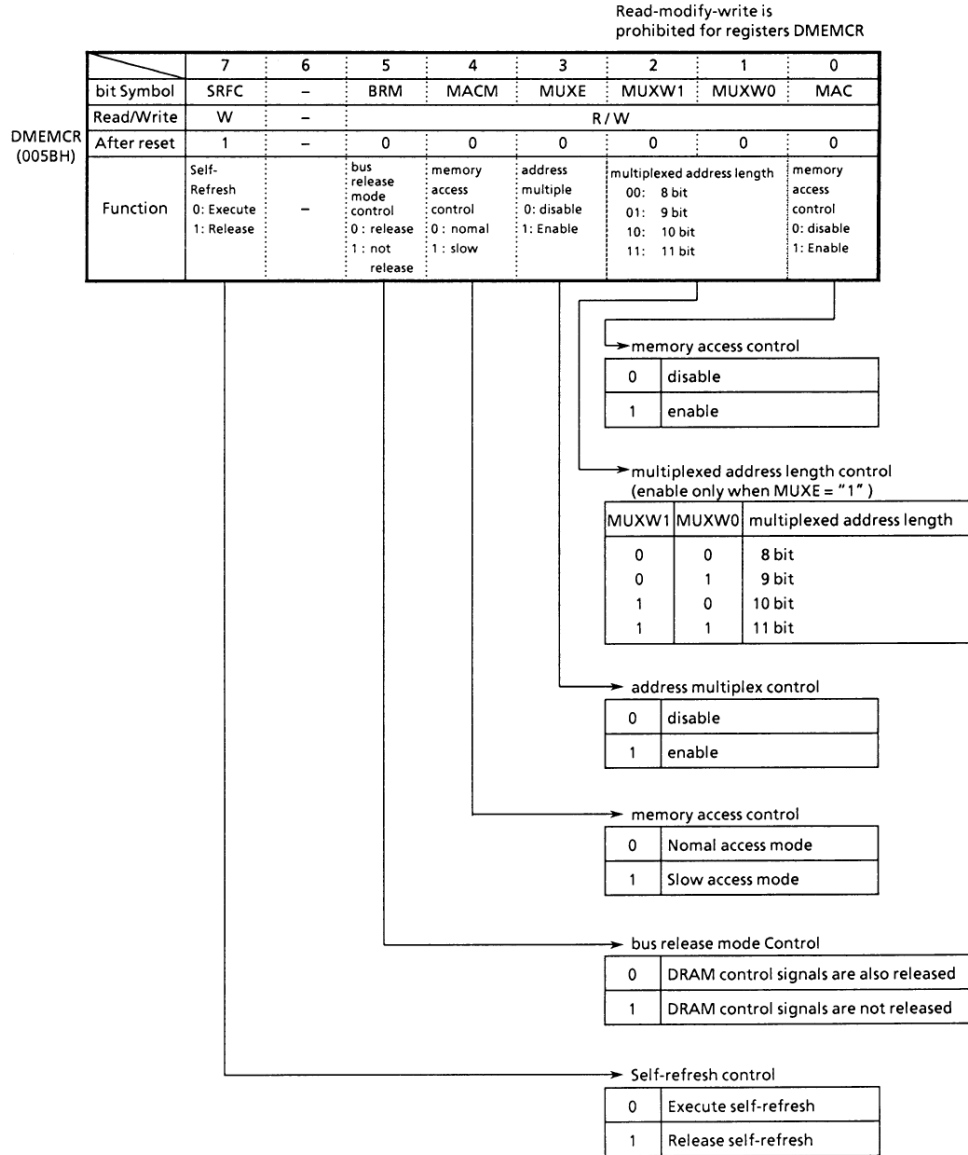 Read-modify-write is
prohibited for registers DMEMCR
7 6 5 4 3 2 1 0
bit Symbol SRFC – BRM MACM MUXE MUXW1 MUXW0 MAC
Read/Write W – R / W
DMEMCR
(005BH)
After reset 1 – 0 0 0 0 0 0
Function
Self-
Refresh
0: Execute
1: Release
–
bus
release
mode
control
0 : release
1 : not
release
memory
access
control
0 : nomal
1 : slow
address
multiple
0: disable
1: Enable
multiplexed address length
00: 8 bit
01: 9 bit
10: 10 bit
11: 11 bit
memory
access
control
0: disable
1: Enable
memory access control
0 disable
1 enable
multiplexed address length control
(enable only when MUXE = "1" )
MUXW1 MUXW0 multiplexed address length
0 0 8 bit
0 1 9 bit
1 0 10 bit
1 1 11 bit
address multiplex control
0 disable
1 enable
memory access control
0 Nomal access mode
1 Slow access mode
bus release mode Control
0 DRAM control signals are also released
1 DRAM control signals are not released
Self-refresh control
0 Execute self-refresh
1 Release self-refresh